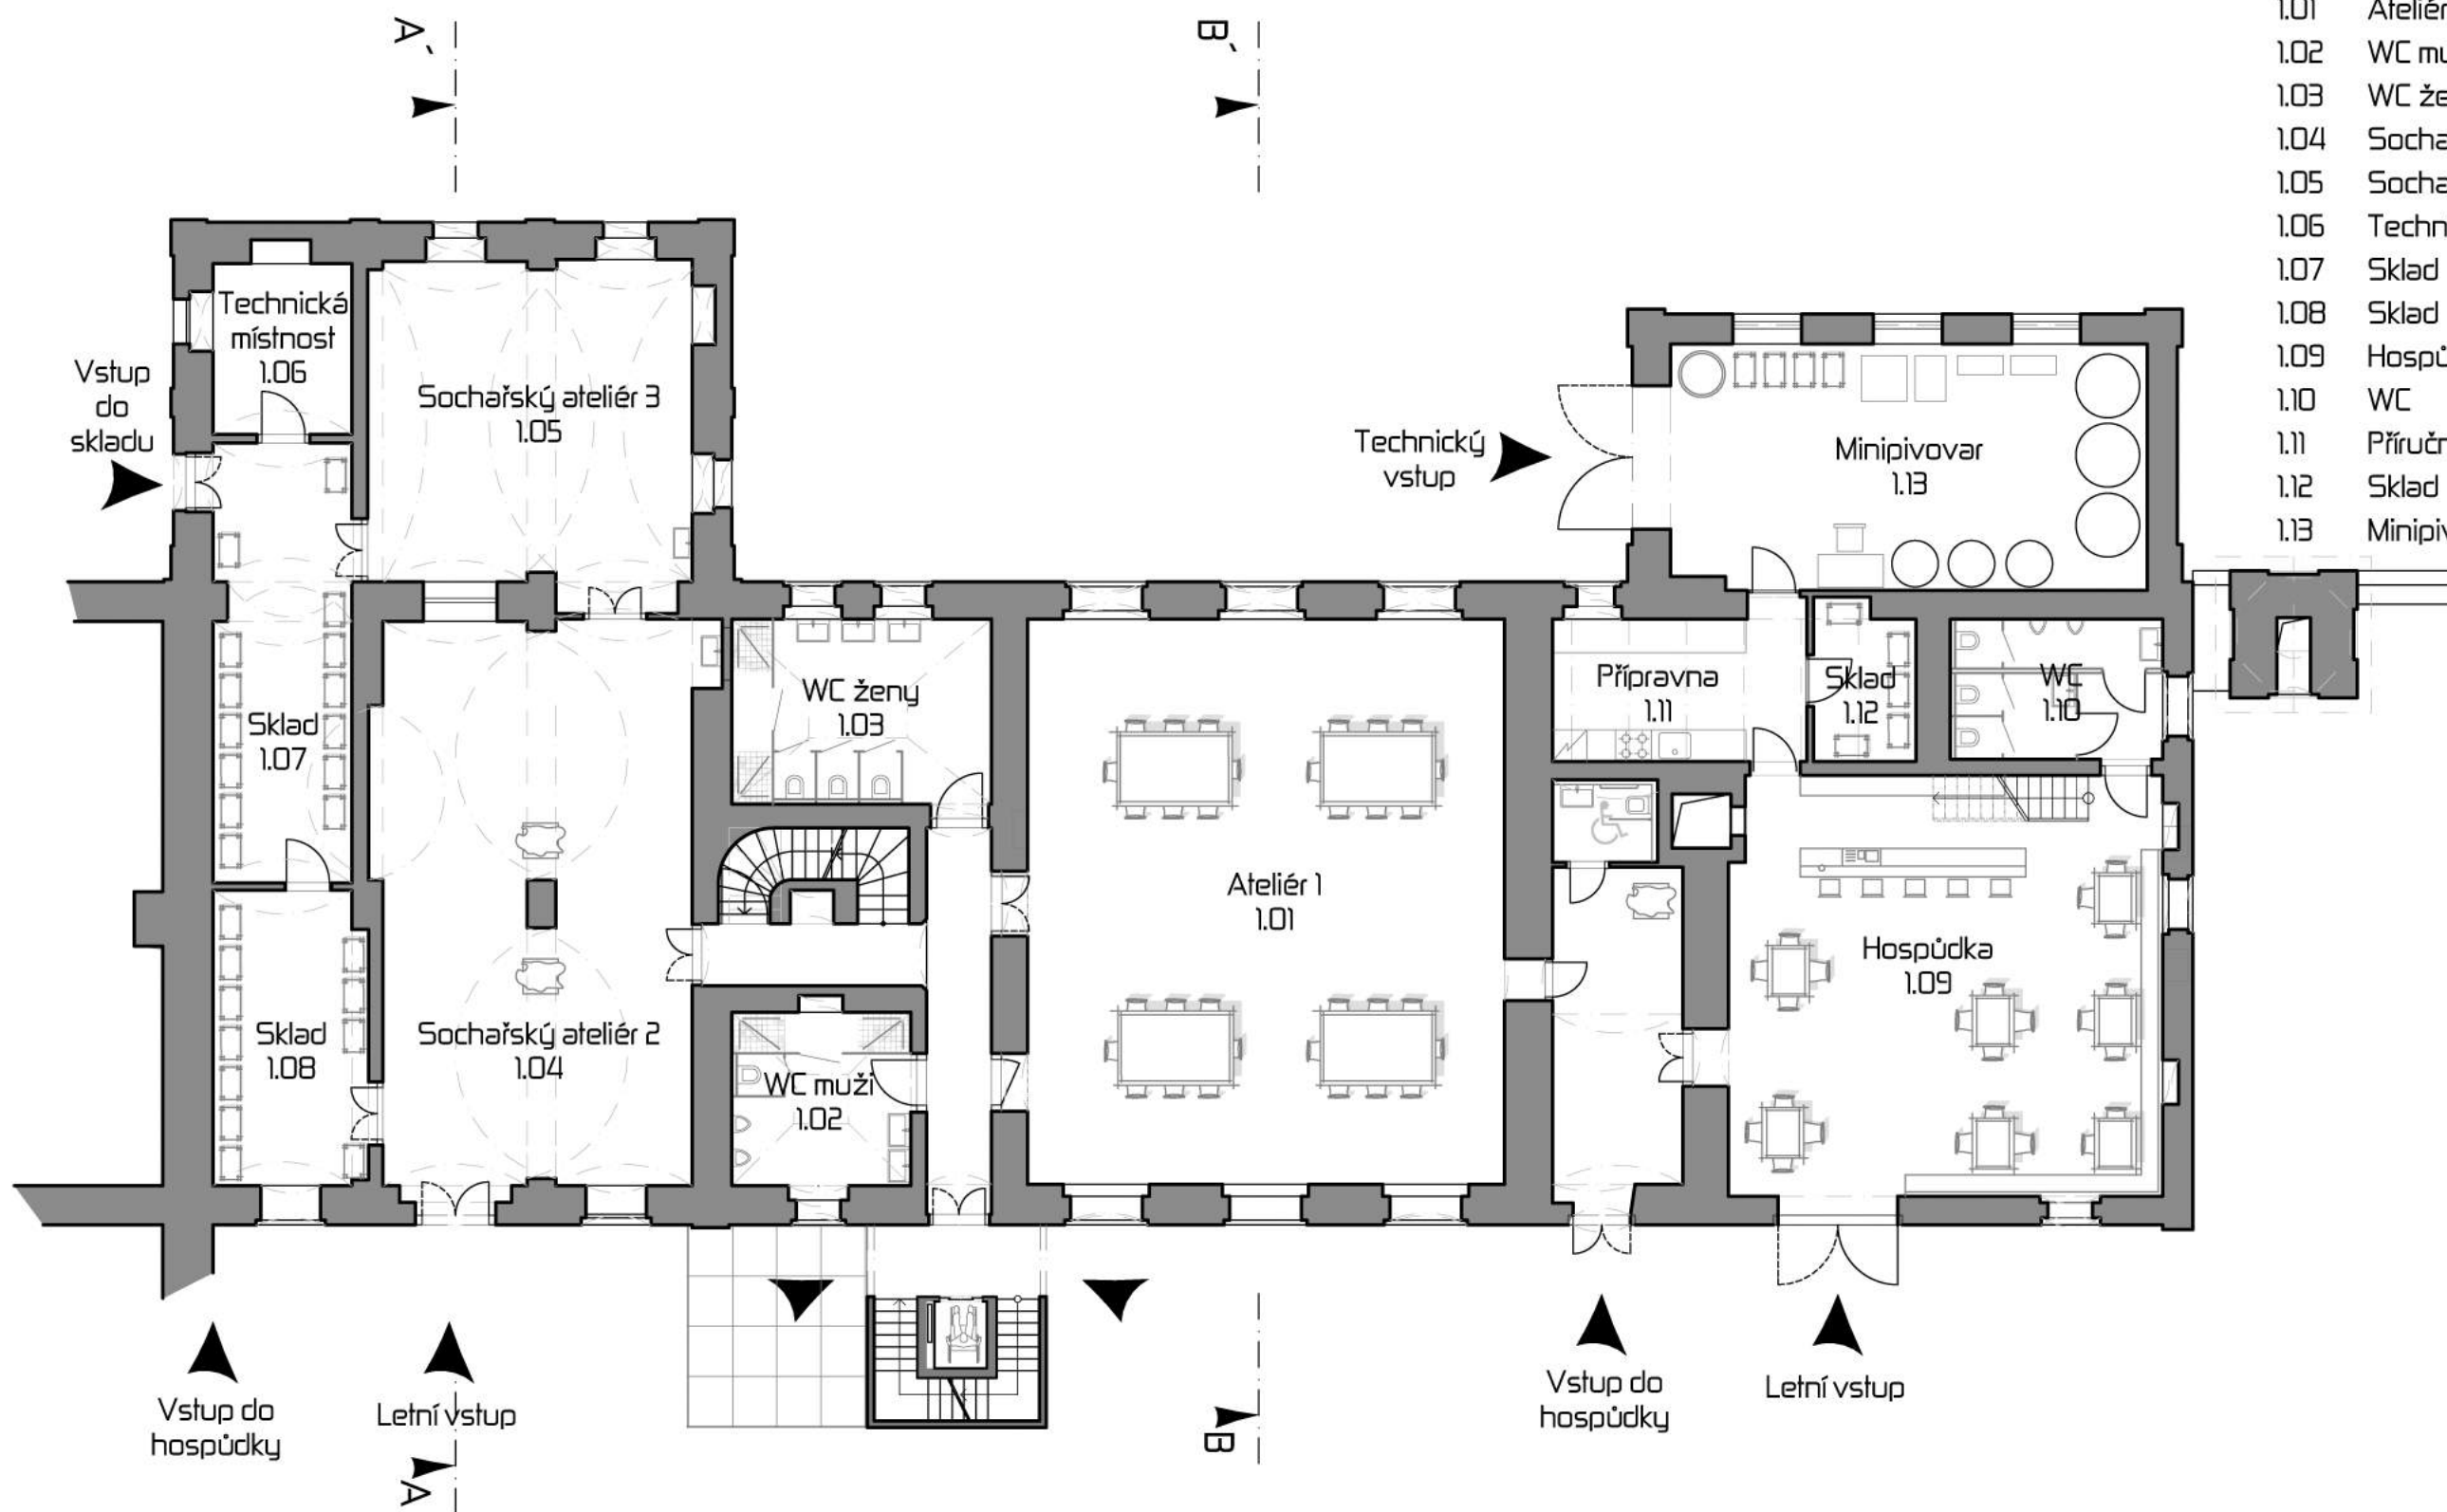 A´
B´
1.01 Ateliér
1.02 WC mu
1.03 WC že
1.04 Socha
1.05 Socha
1.06 Techn
1.07 Sklad
1.08 Sklad
1.09 Hospů
1.10 WC
1.11 Příručn
1.12 Sklad
1.13 Minipiv
Technická
místnost
1.06
Vstup
do
skladu
Sochařský ateliér 3
1.05
Technický
vstup
Minipivovar
1.13
Sklad
1.07
WC ženy
1.03
Přípravna
1.11
Sklad
1.12
WC
1.10
Ateliér 1
1.01
Hospůdka
1.09
Sklad
1.08
Sochařský ateliér 2
1.04
WC muži
1.02
Vstup do
hospůdky
Letní vstup
Vstup do
hospůdky
Letní vstup
A
B